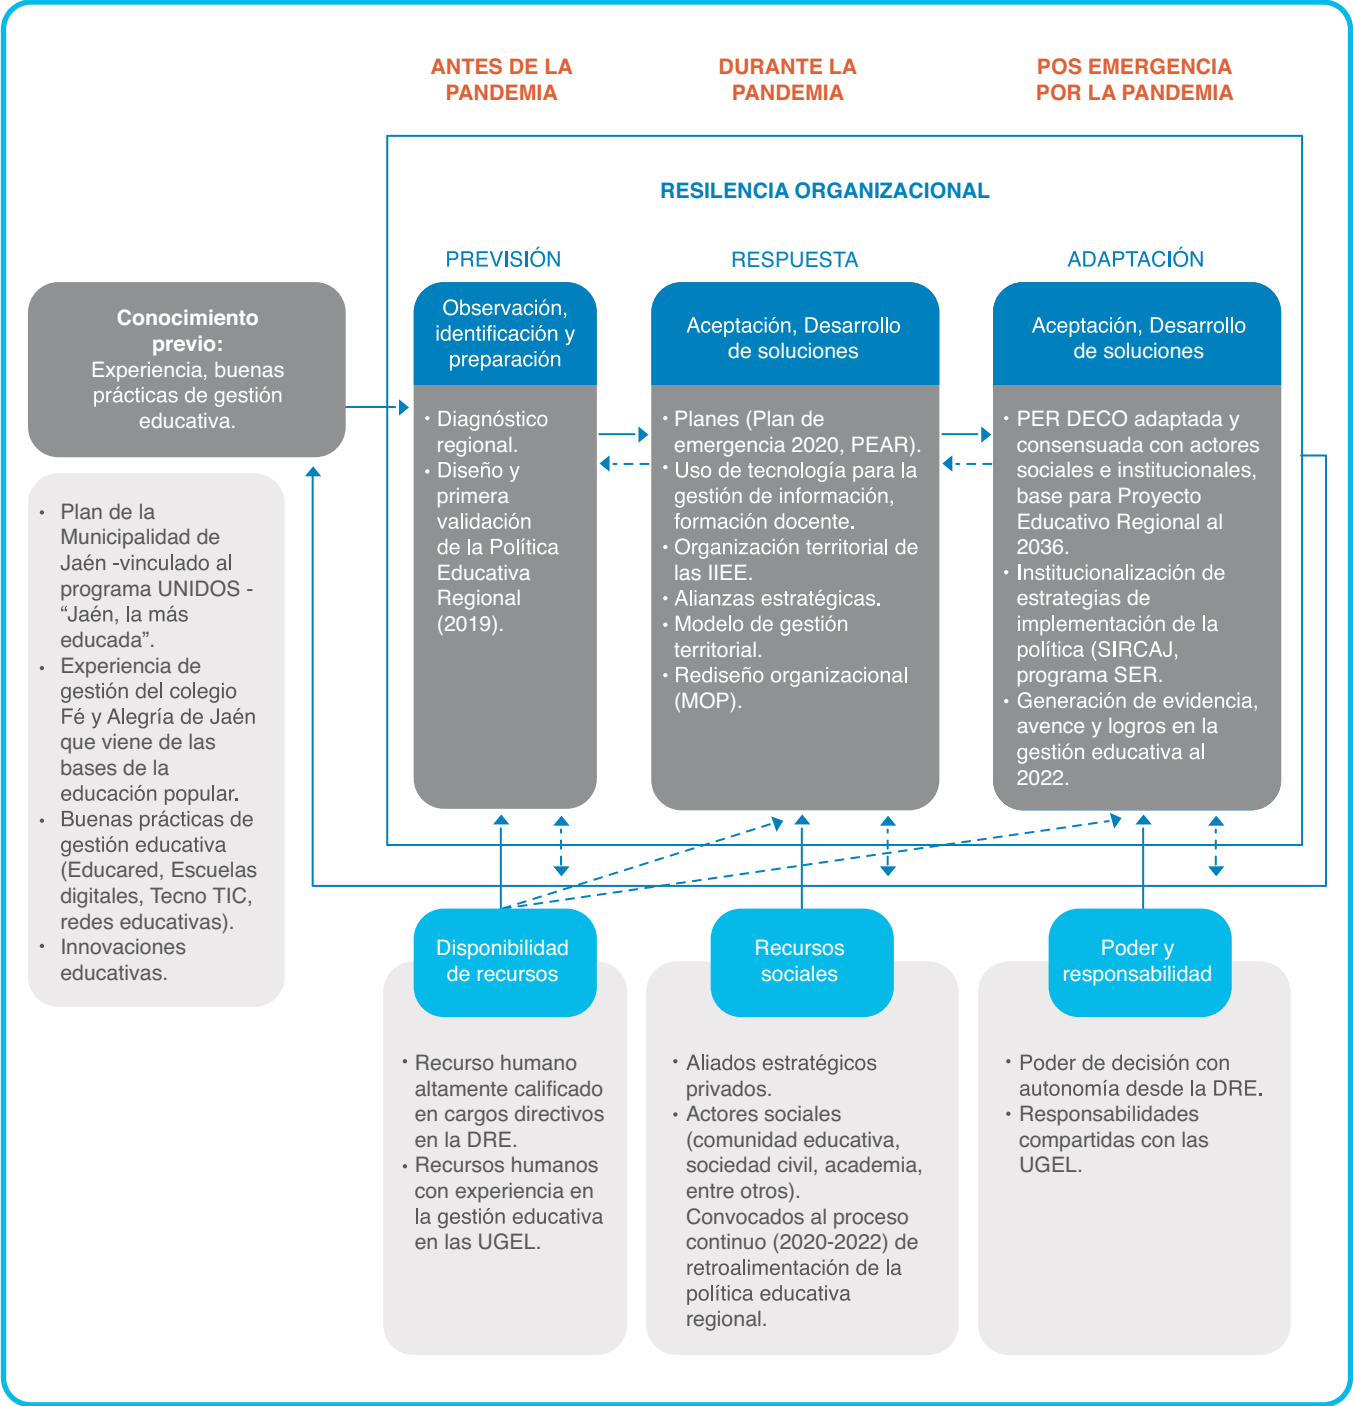 ANTES DE LA
PANDEMIA
DURANTE LA
PANDEMIA
POS EMERGENCIA
POR LA PANDEMIA
RESILENCIA ORGANIZACIONAL
PREVISIÓN
RESPUESTA
ADAPTACIÓN
Conocimiento
previo:
Experiencia, buenas
prácticas de gestión
educativa.
• Plan de la
Municipalidad de
Jaén -vinculado al
programa UNIDOS -
“Jaén, la más
educada”.
• Experiencia de
gestión del colegio
Fé y Alegría de Jaén
que viene de las
bases de la
educación popular.
• Buenas prácticas de
gestión educativa
(Educared, Escuelas
digitales, Tecno TIC,
redes educativas).
• Innovaciones
educativas.
Observación,
identificación y
preparación
• Diagnóstico
regional.
• Diseño y
primera
validación
de la Política
Educativa
Regional
(2019).
Aceptación, Desarrollo
de soluciones
• Planes (Plan de
emergencia 2020, PEAR).
• Uso de tecnología para la
gestión de información,
formación docente.
• Organización territorial de
las IIEE.
• Alianzas estratégicas.
• Modelo de gestión
territorial.
• Rediseño organizacional
(MOP).
Aceptación, Desarrollo
de soluciones
• PER DECO adaptada y
consensuada con actores
sociales e institucionales,
base para Proyecto
Educativo Regional al
2036.
• Institucionalización de
estrategias de
implementación de la
política (SIRCAJ,
programa SER.
• Generación de evidencia,
avence y logros en la
gestión educativa al
2022.
Disponibilidad
de recursos
• Recurso humano
altamente calificado
en cargos directivos
en la DRE.
• Recursos humanos
con experiencia en
la gestión educativa
en las UGEL.
Recursos
sociales
• Aliados estratégicos
privados.
• Actores sociales
(comunidad educativa,
sociedad civil, academia,
entre otros).
Convocados al proceso
continuo (2020-2022) de
retroalimentación de la
política educativa
regional.
Poder y
responsabilidad
• Poder de decisión con
autonomía desde la DRE.
• Responsabilidades
compartidas con las
UGEL.